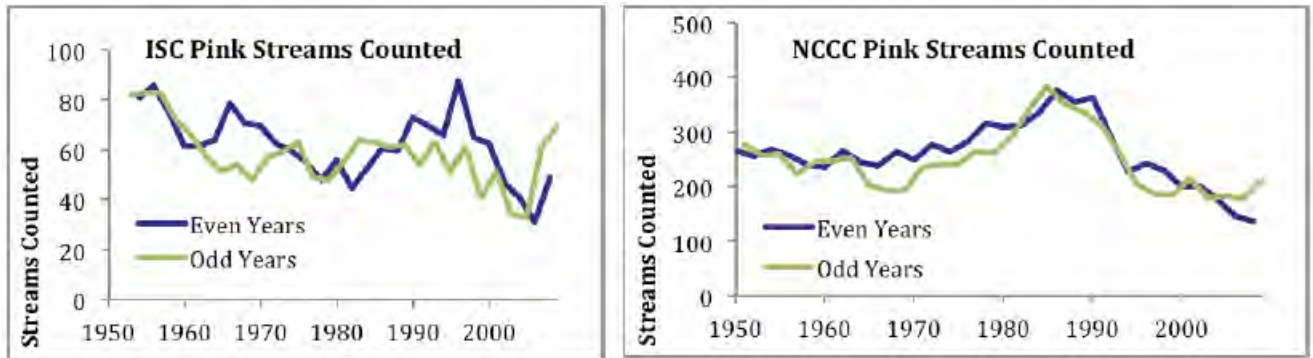 ISC Pink Streams Counted
Streams Counted
100
80
60
40
20
0
Even Years
Odd Years
1950 1960 1970 1980 1990 2000
NCCC Pink Streams Counted
Streams Counted
500
400
300
200
100
0
Even Years
Odd Years
1950 1960 1970 1980 1990 2000